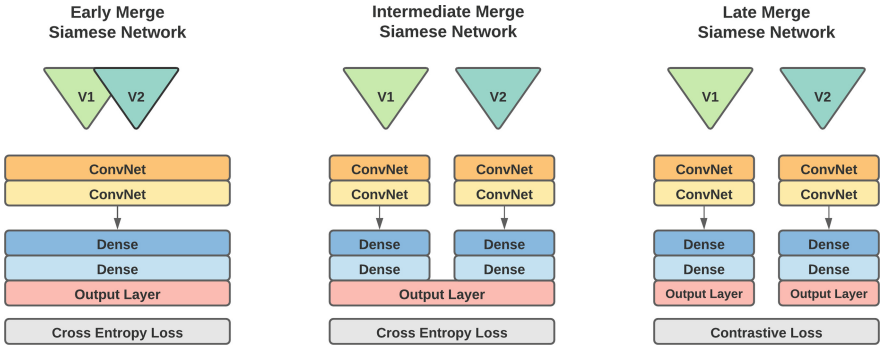 Early Merge
Siamese Network
V1
V2
ConvNet
ConvNet
Dense
Dense
Output Layer
Cross Entropy Loss
Intermediate Merge
Siamese Network
V1
V2
ConvNet
ConvNet
ConvNet
ConvNet
Dense
Dense
Dense
Dense
Output Layer
Cross Entropy Loss
Late Merge
Siamese Network
V1
V2
ConvNet
ConvNet
ConvNet
ConvNet
Dense
Dense
Dense
Dense
Output Layer
Output Layer
Contrastive Loss